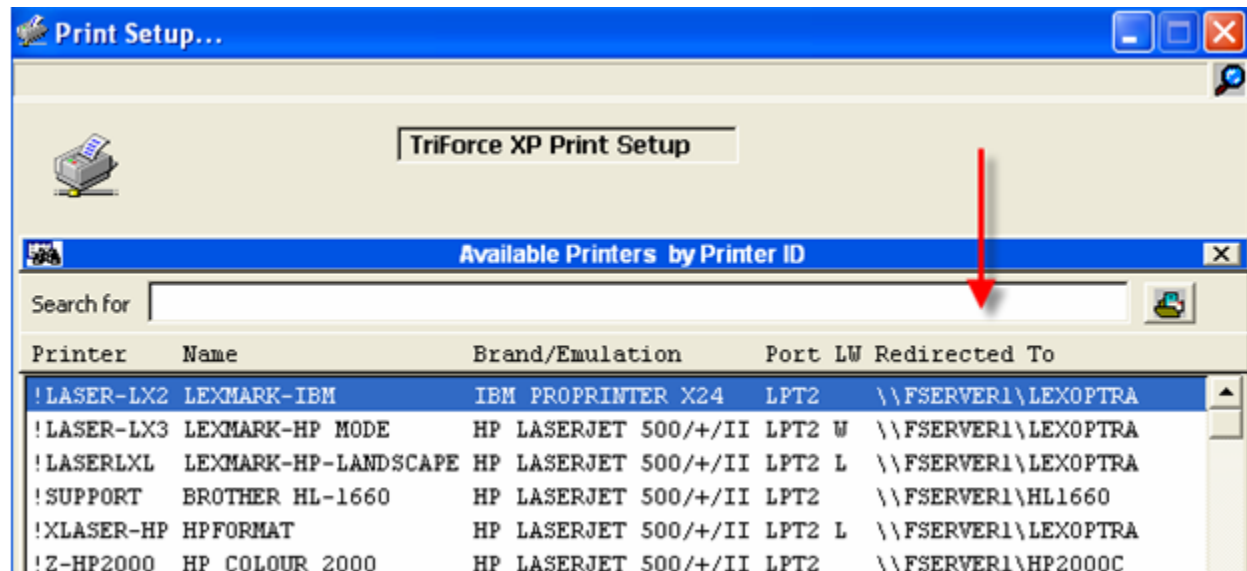 Print Setup...
TriForce XP Print Setup
Available Printers by Printer ID
Search for
Printer Name Brand/Emulation Port LW Redirected To
!LASER-LX2 LEXMARK-IBM IBM PROPRINTER X24 LPT2 \\FSERVER1\LEXOPTRA
!LASER-LX3 LEXMARK-HP MODE HP LASERJET 500/+/II LPT2 W \\FSERVER1\LEXOPTRA
!LASERLXL LEXMARK-HP-LANDSCAPE HP LASERJET 500/+/II LPT2 L \\FSERVER1\LEXOPTRA
!SUPPORT BROTHER HL-1660 HP LASERJET 500/+/II LPT2 \\FSERVER1\HL1660
!XLASER-HP HPFORMAT HP LASERJET 500/+/II LPT2 L \\FSERVER1\LEXOPTRA
!Z-HP2000 HP COLOUR 2000 HP LASERJET 500/+/II LPT2 \\FSERVER1\HP2000C